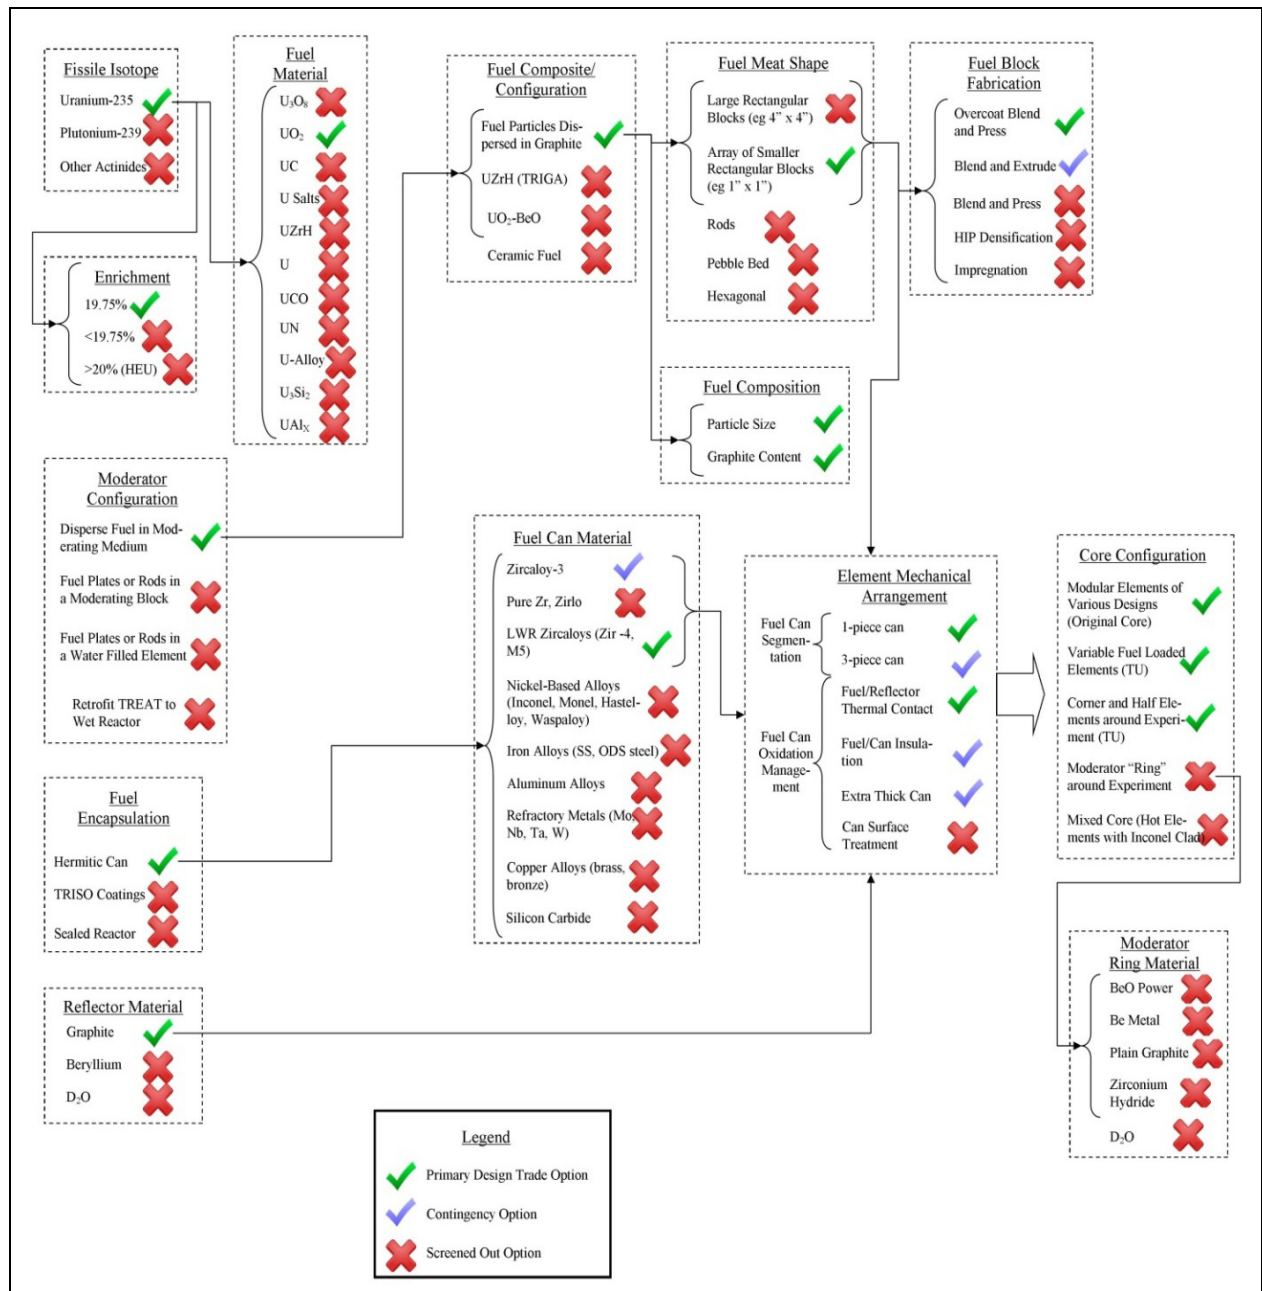 Fissile Isotope
Uranium-235
Plutonium-239
Other Actinides
Enrichment
19.75%
<19.75%
>20% (HEU)
Fuel
Material
U₃O₈
UO₂
UC
U Salts
UZrH
U
UCO
UN
U-Alloy
U₃Si₂
UAlX
Fuel Composite/
Configuration
Fuel Particles Dis-
persed in Graphite
UZrH (TRIGA)
UO₂-BeO
Ceramic Fuel
Fuel Meat Shape
Large Rectangular
Blocks (eg 4” x 4”)
Array of Smaller
Rectangular Blocks
(eg 1” x 1”)
Rods
Pebble Bed
Hexagonal
Fuel Block
Fabrication
Overcoat Blend
and Press
Blend and Extrude
Blend and Press
HIP Densification
Impregnation
Fuel Composition
Particle Size
Graphite Content
Moderator
Configuration
Disperse Fuel in Mod-
erating Medium
Fuel Plates or Rods in
a Moderating Block
Fuel Plates or Rods in
a Water Filled Element
Retrofit TREAT to
Wet Reactor
Fuel Can Material
Zircaloy-3
Pure Zr, Zirlo
LWR Zircaloys (Zir -4,
M5)
Nickel-Based Alloys
(Inconel, Monel, Hastel-
loy, Waspaloy)
Iron Alloys (SS, ODS steel)
Aluminum Alloys
Refractory Metals (Mo,
Nb, Ta, W)
Copper Alloys (brass,
bronze)
Silicon Carbide
Element Mechanical
Arrangement
Fuel Can
Segmen-
tation
1-piece can
3-piece can
Fuel Can
Oxidation
Manage-
ment
Fuel/Reflector
Thermal Contact
Fuel/Can Insula-
tion
Extra Thick Can
Can Surface
Treatment
Core Configuration
Modular Elements of
Various Designs
(Original Core)
Variable Fuel Loaded
Elements (TU)
Corner and Half Ele-
ments around Experi-
ment (TU)
Moderator “Ring”
around Experiment
Mixed Core (Hot Ele-
ments with Inconel Clad)
Fuel
Encapsulation
Hermitic Can
TRISO Coatings
Sealed Reactor
Reflector Material
Graphite
Beryllium
D₂O
Moderator
Ring Material
BeO Power
Be Metal
Plain Graphite
Zirconium
Hydride
D₂O
Legend
Primary Design Trade Option
Contingency Option
Screened Out Option